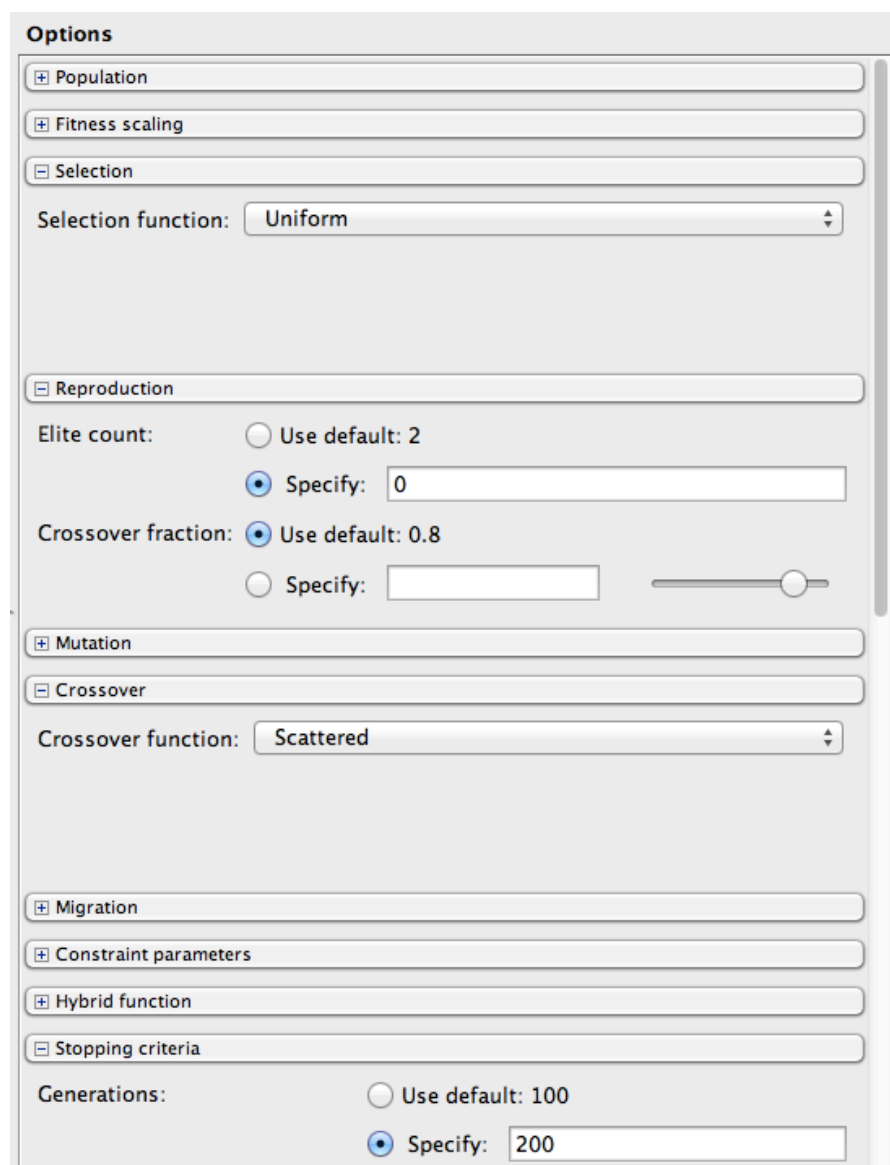 Options
Population
Fitness scaling
Selection
Selection function: Uniform
Reproduction
Elite count: Use default: 2
Specify: 0
Crossover fraction: Use default: 0.8
Specify:
Mutation
Crossover
Crossover function: Scattered
Migration
Constraint parameters
Hybrid function
Stopping criteria
Generations: Use default: 100
Specify: 200